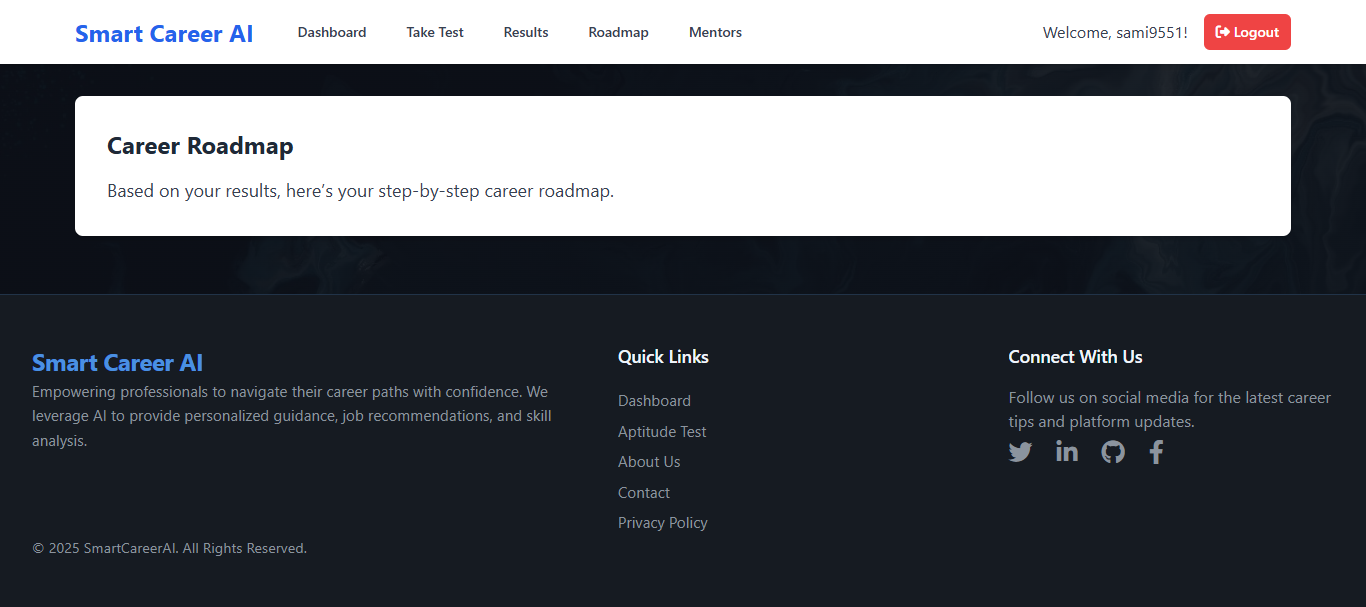 Smart Career AI
Dashboard
Take Test
Results
Roadmap
Mentors
Welcome, sami9551!
Logout
Career Roadmap
Based on your results, here’s your step-by-step career roadmap.
Smart Career AI
Empowering professionals to navigate their career paths with confidence. We
leverage AI to provide personalized guidance, job recommendations, and skill
analysis.
© 2025 SmartCareerAI. All Rights Reserved.
Quick Links
Dashboard
Aptitude Test
About Us
Contact
Privacy Policy
Connect With Us
Follow us on social media for the latest career
tips and platform updates.